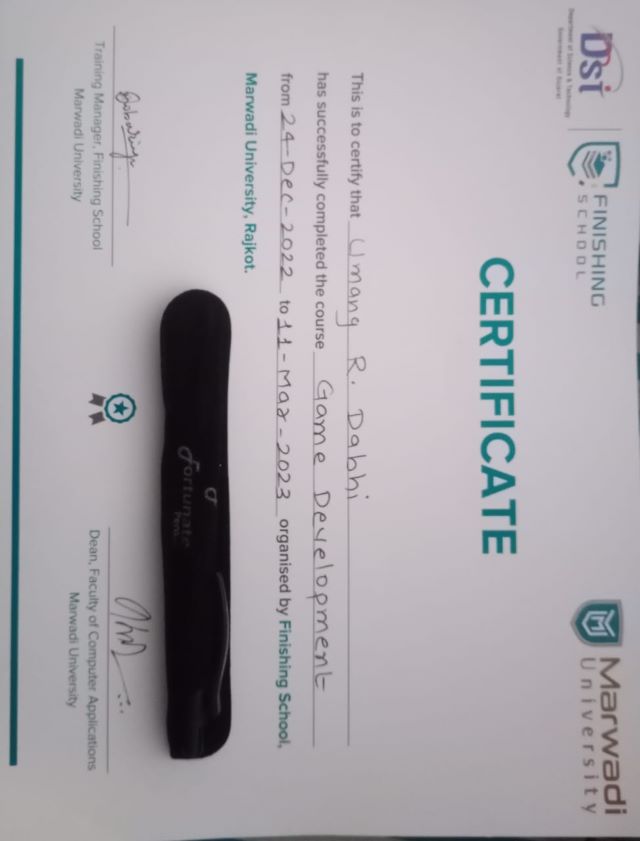 Dst
Department of Science & Technology
Government of Gujarat
FINISHING
SCHOOL
Marwadi
University
CERTIFICATE
This is to certify that Umang R. Dabhi
has successfully completed the course Game Development
from 24-Dec-2022 to 11-Mar-2023 organised by Finishing School,
Marwadi University, Rajkot.
Fortunate
Pens
Training Manager, Finishing School
Marwadi University
Dean, Faculty of Computer Applications
Marwadi University